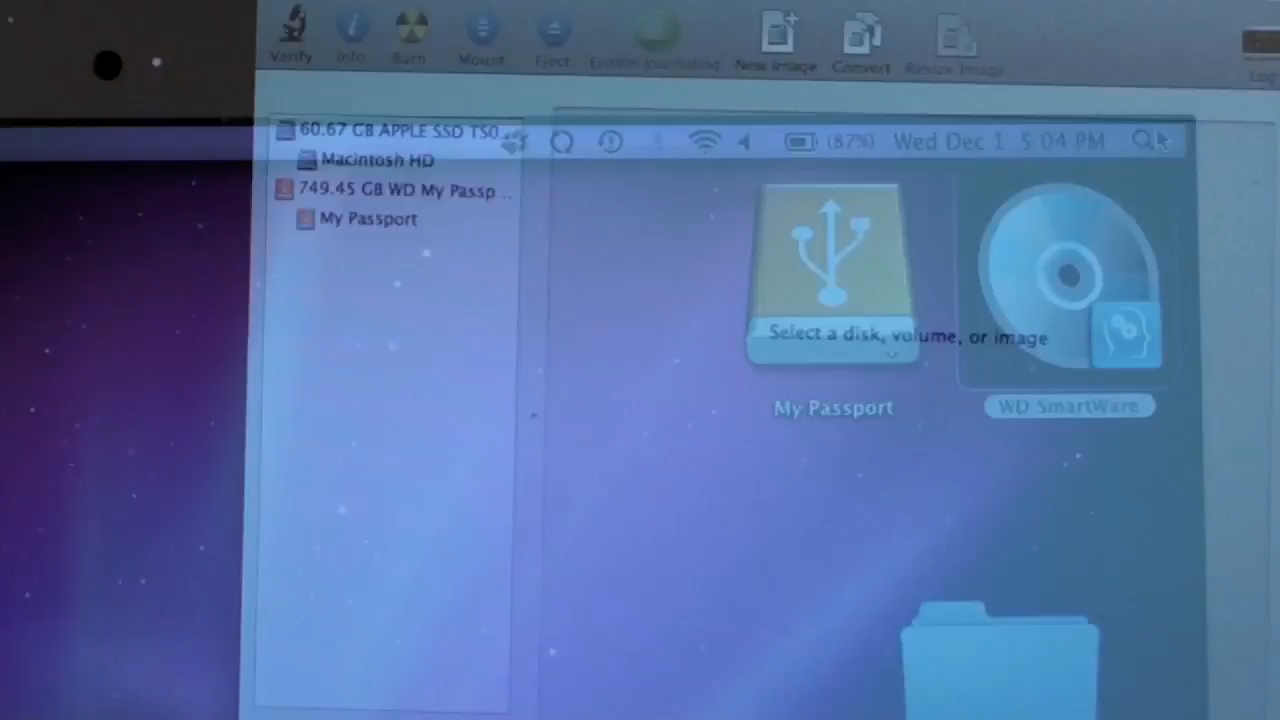 Verify Info Burn Mount Eject Enable Journaling New Image Convert Resize Image Log
60.67 GB APPLE SSD TS0...
(87%) Wed Dec 1 5:04 PM
Macintosh HD
749.45 GB WD My Passp...
My Passport
Select a disk, volume, or image
My Passport
WD SmartWare